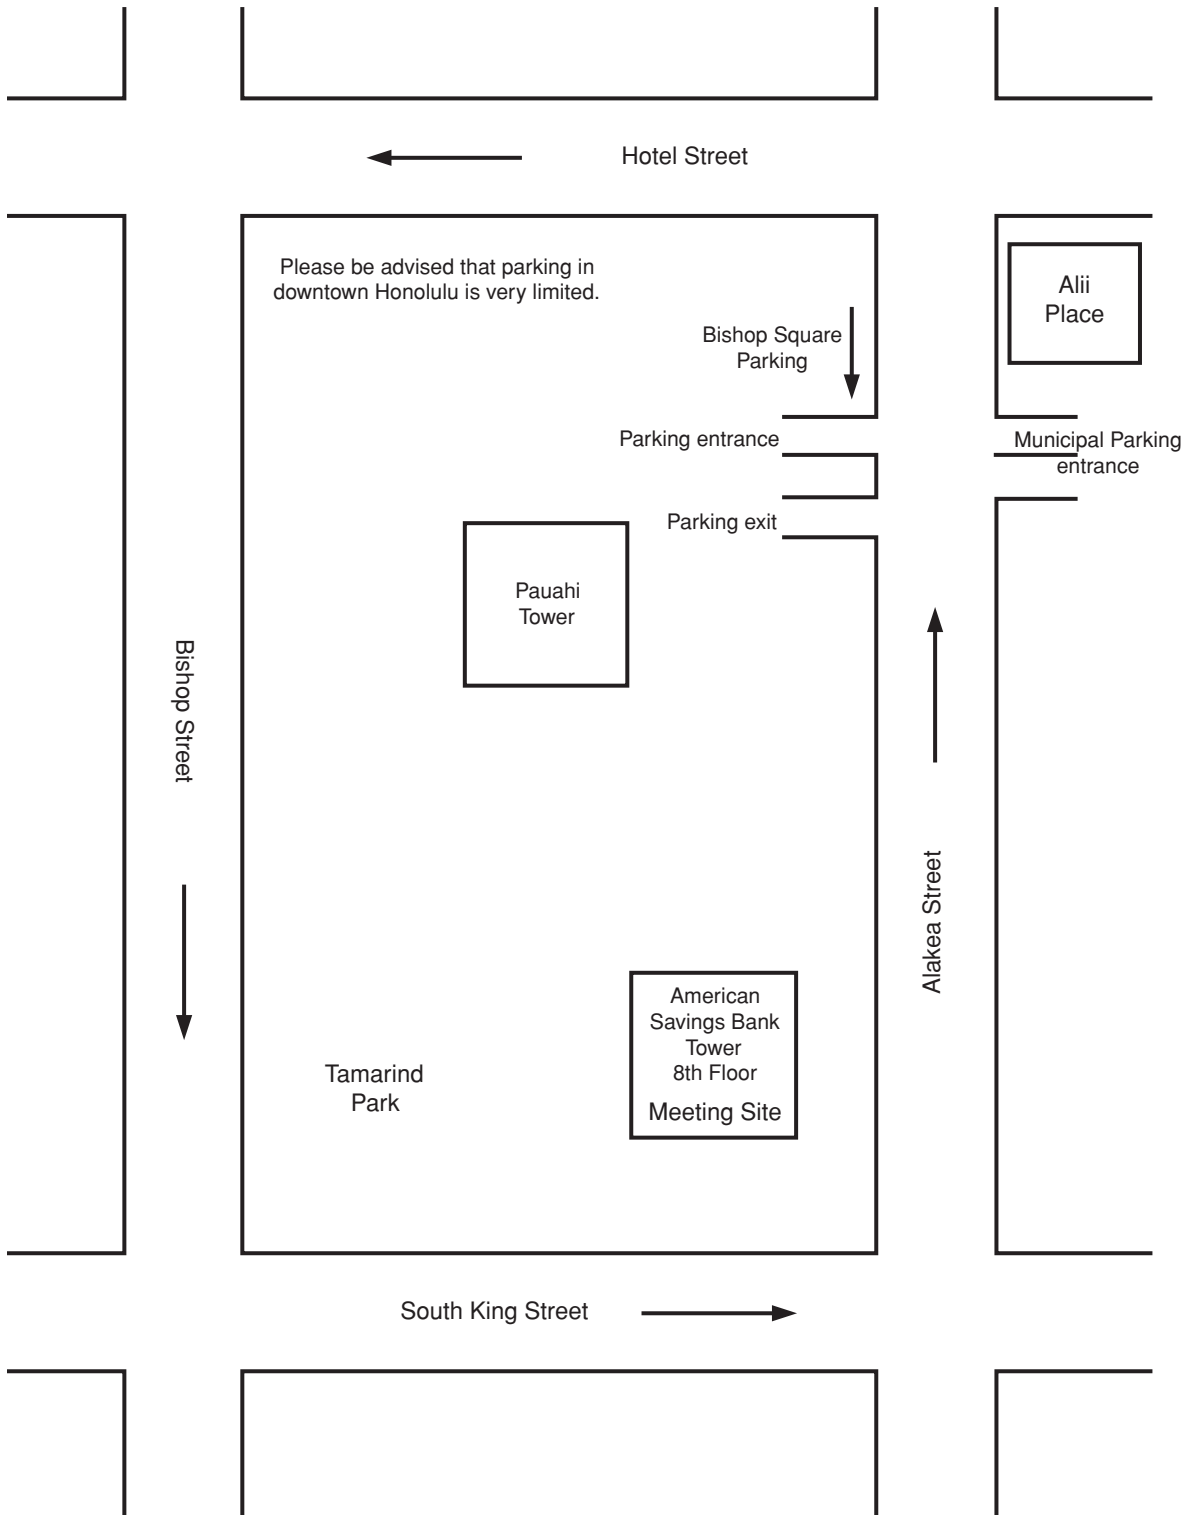 Hotel Street
Please be advised that parking in
downtown Honolulu is very limited.
Alii
Place
Bishop Square
Parking
Parking entrance
Municipal Parking
entrance
Parking exit
Pauahi
Tower
Bishop Street
Alakea Street
American
Savings Bank
Tower
8th Floor
Meeting Site
Tamarind
Park
South King Street